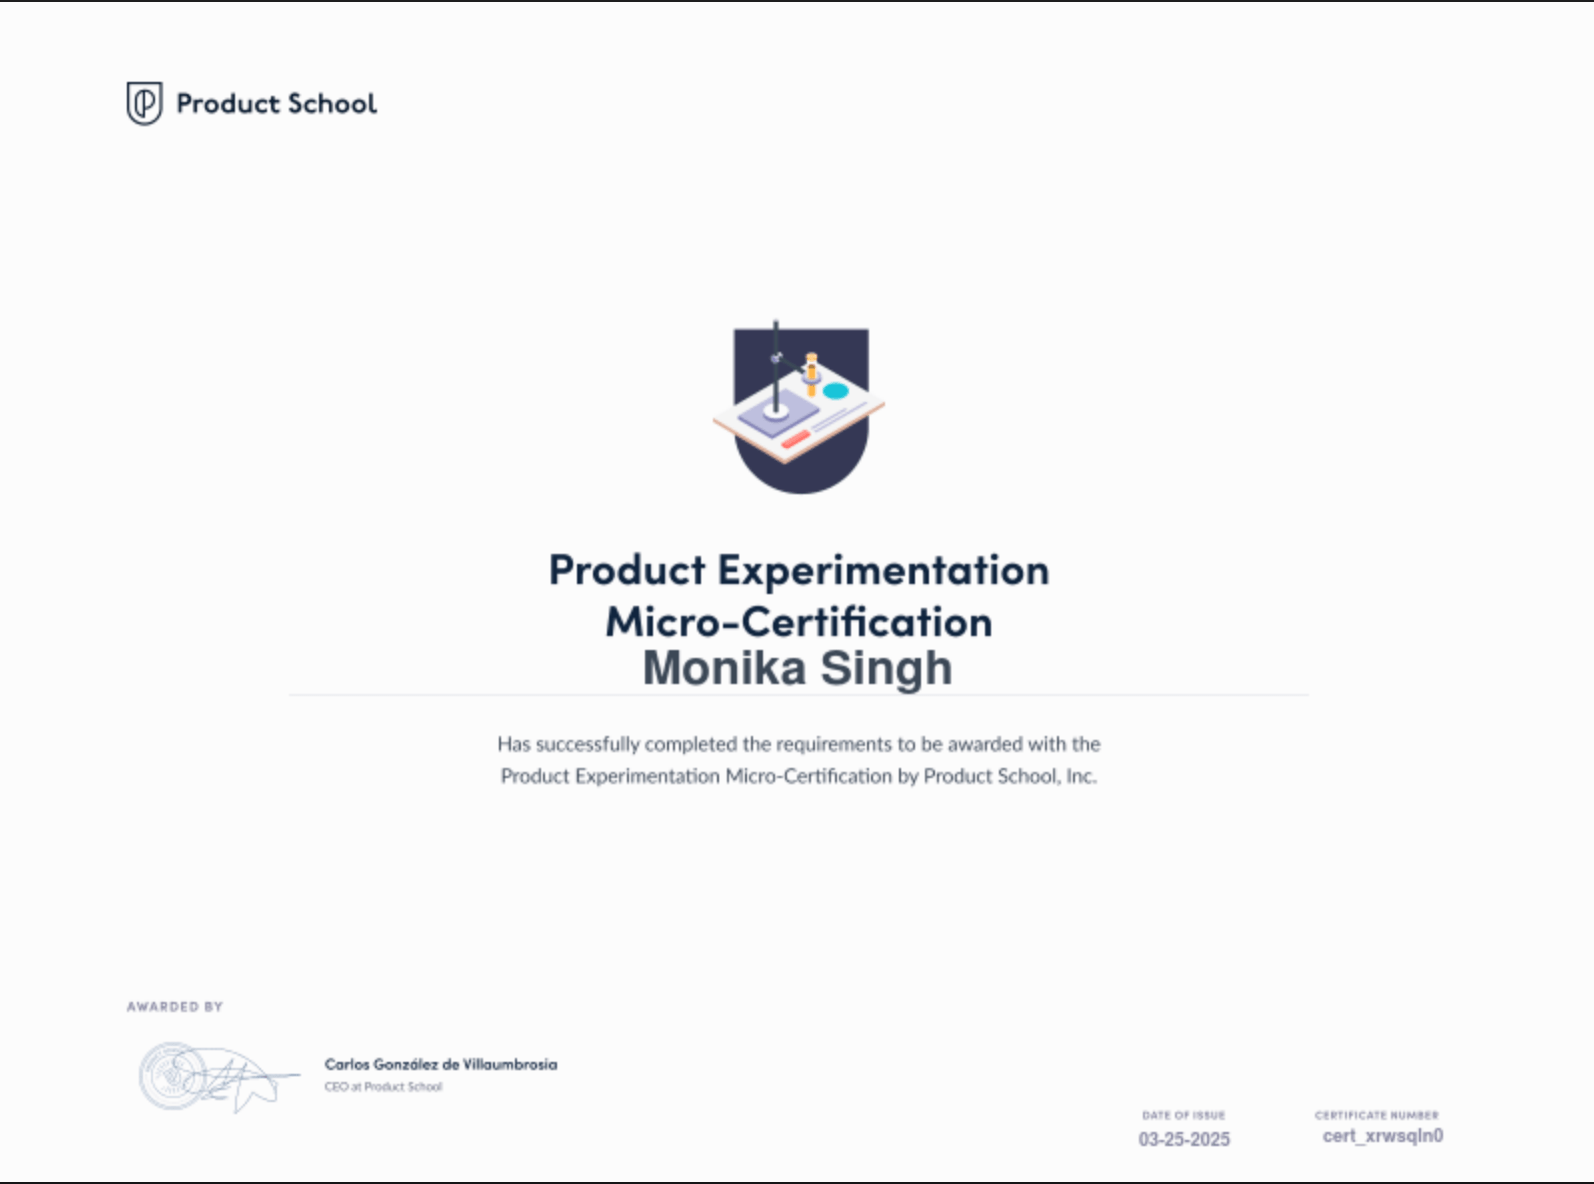 Product School
Product Experimentation
Micro-Certification
Monika Singh
Has successfully completed the requirements to be awarded with the
Product Experimentation Micro-Certification by Product School, Inc.
AWARDED BY
Carlos González de Villaumbrosia
CEO at Product School
DATE OF ISSUE
03-25-2025
CERTIFICATE NUMBER
cert_xrwsqln0